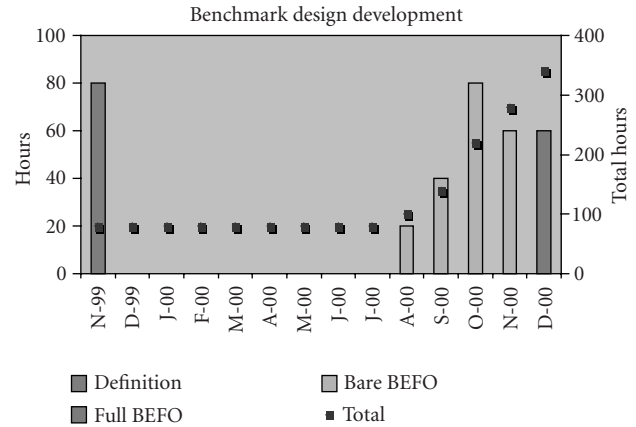 Benchmark design development
100
80
60
40
20
0
Hours
400
300
200
100
0
Total hours
N-99
D-99
J-00
F-00
M-00
A-00
M-00
J-00
J-00
A-00
S-00
O-00
N-00
D-00
Definition
Bare BEFO
Full BEFO
Total